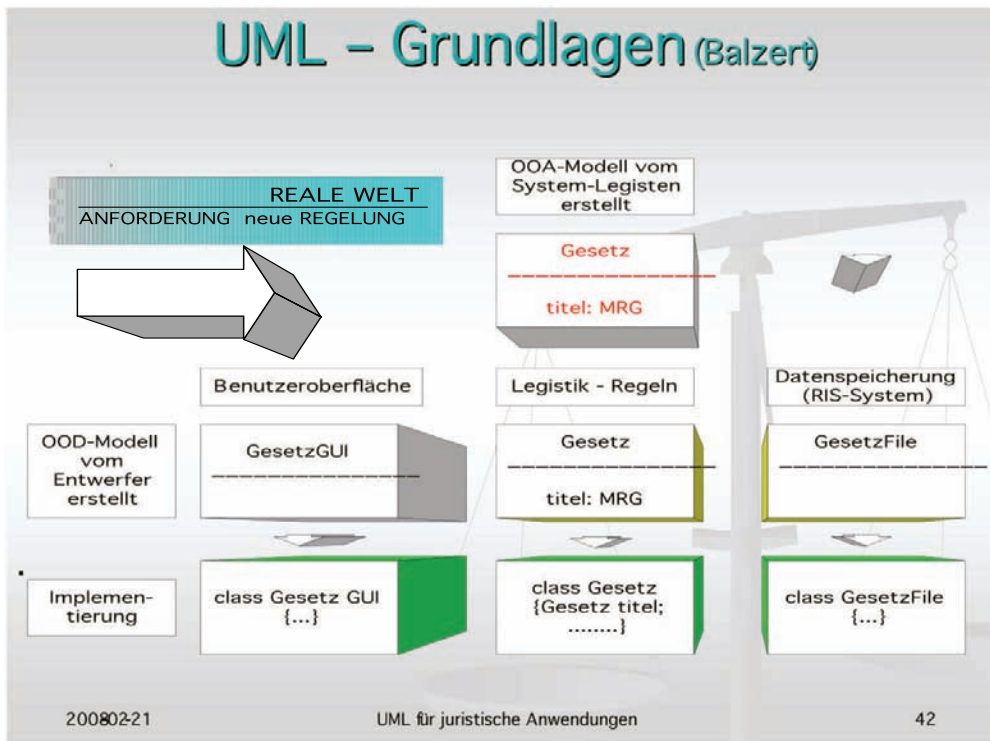 UML – Grundlagen (Balzert)
REALE WELT
ANFORDERUNG neue REGELUNG
OOA-Modell vom
System-Legisten
erstellt
Gesetz
titel: MRG
Benutzeroberfläche
Legistik - Regeln
Datenspeicherung
(RIS-System)
OOD-Modell
vom
Entwerfer
erstellt
GesetzGUI
Gesetz
titel: MRG
GesetzFile
Implemen-
tierung
class Gesetz GUI
{...}
class Gesetz
{Gesetz titel;
........}
class GesetzFile
{...}
UML für juristische Anwendungen
42